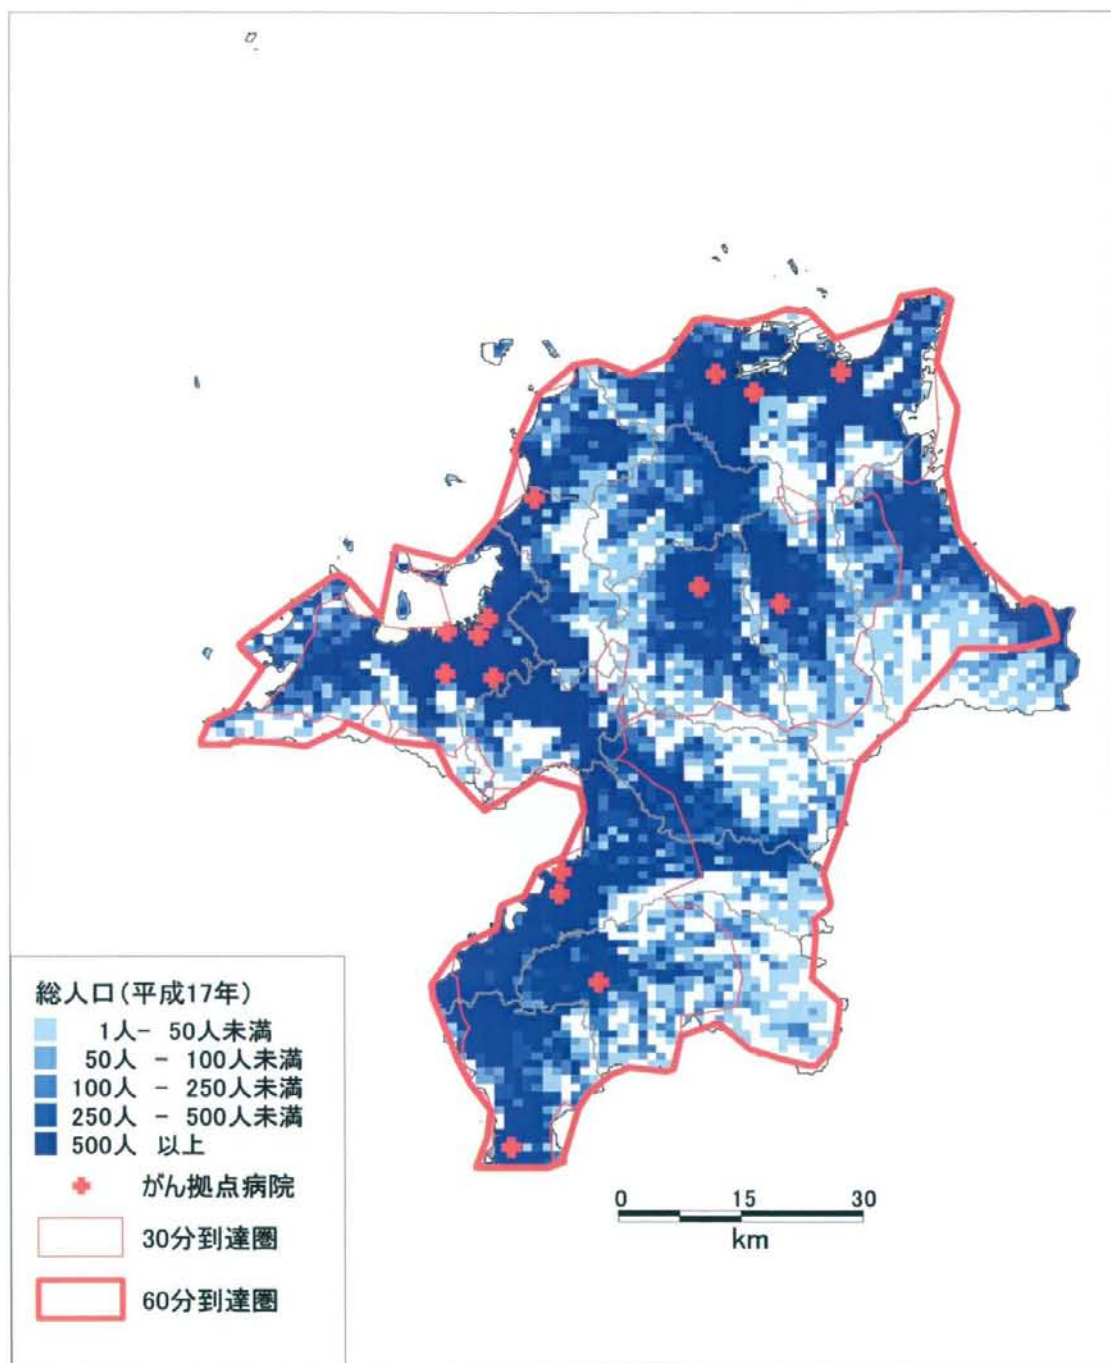 総人口(平成17年)
1人- 50人未満
50人 - 100人未満
100人 - 250人未満
250人 - 500人未満
500人 以上
がん拠点病院
30分到達圏
60分到達圏
0 15 30
km